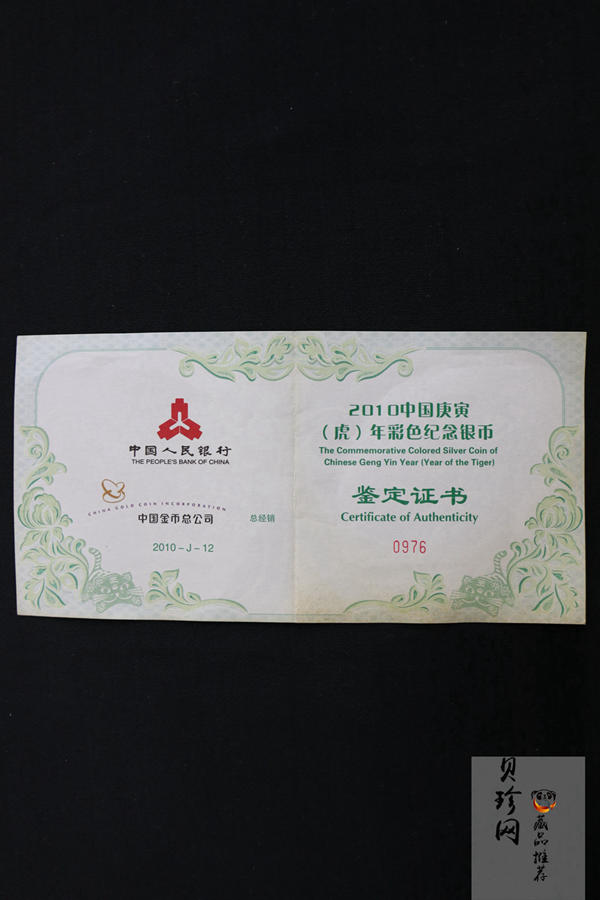 中国人民银行
THE PEOPLE'S BANK OF CHINA
CHINA GOLD COIN INCORPORATION
中国金币总公司 总经销
2010-J-12
2010中国庚寅
（虎）年彩色纪念银币
The Commemorative Colored Silver Coin of
Chinese Geng Yin Year (Year of the Tiger)
鉴定证书
Certificate of Authenticity
0976
贝珍网
藏品推荐